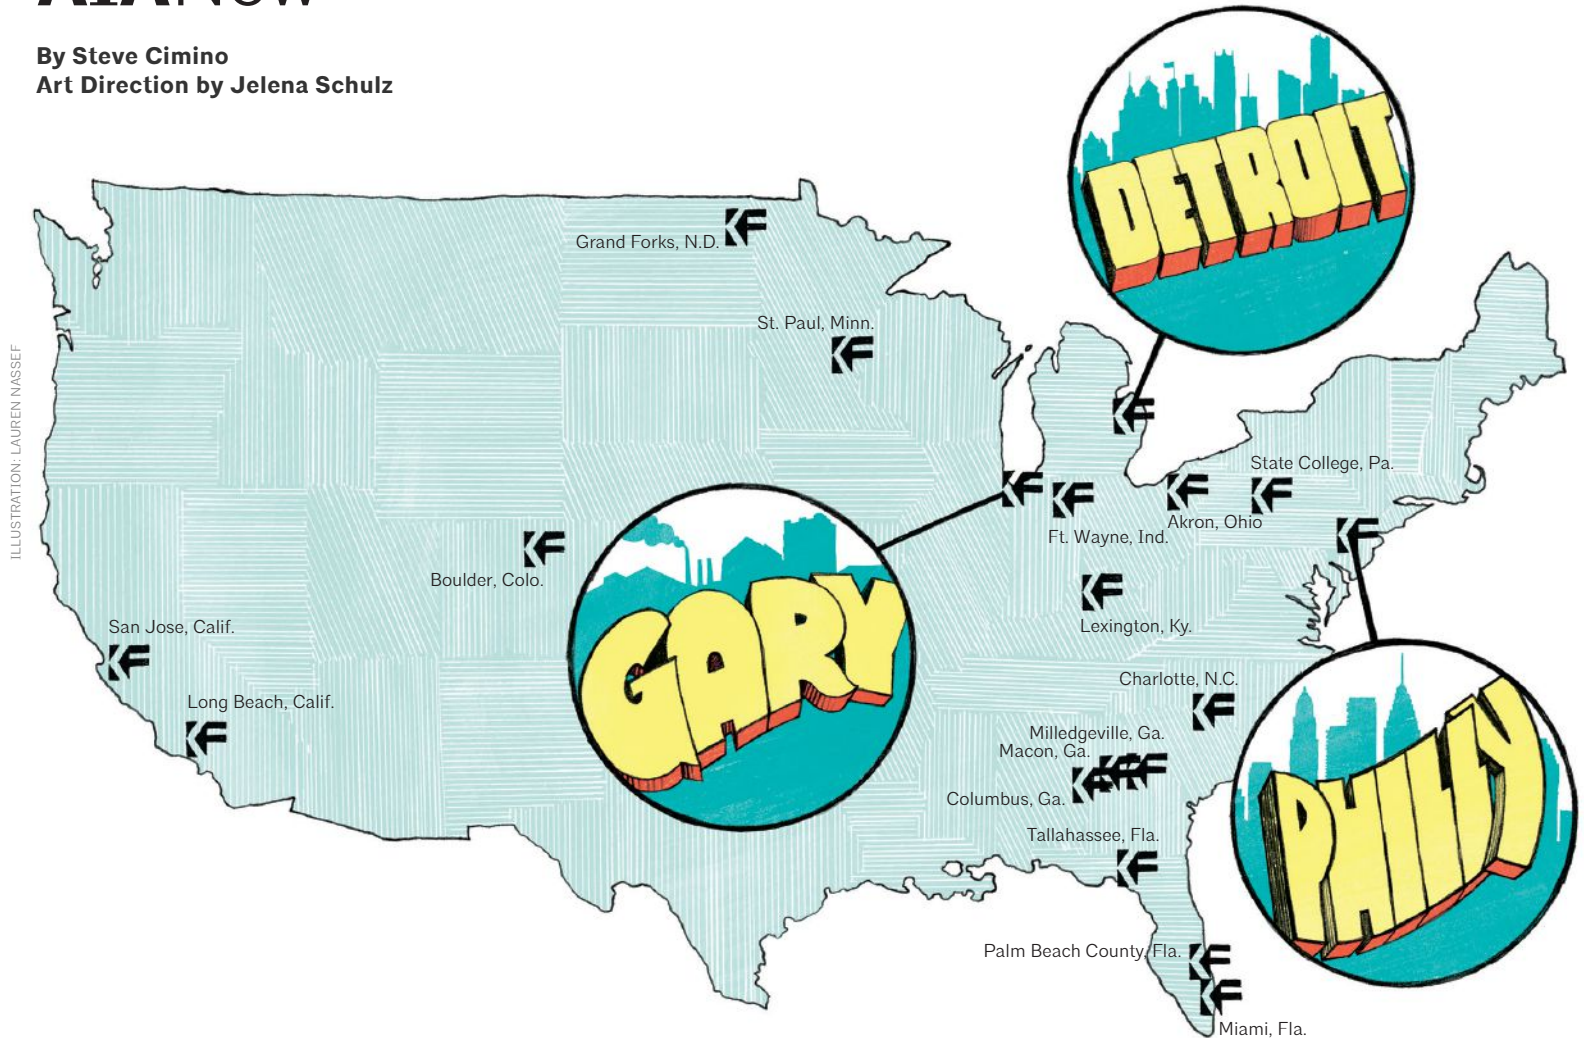 AIA Now
By Steve Cimino
Art Direction by Jelena Schulz
ILLUSTRATION: LAUREN NASSEF
DETROIT
Grand Forks, N.D.
St. Paul, Minn.
State College, Pa.
Akron, Ohio
Ft. Wayne, Ind.
Boulder, Colo.
GARY
Lexington, Ky.
San Jose, Calif.
Charlotte, N.C.
Long Beach, Calif.
Milledgeville, Ga.
Macon, Ga.
PHILLY
Columbus, Ga.
Tallahassee, Fla.
Palm Beach County, Fla.
Miami, Fla.